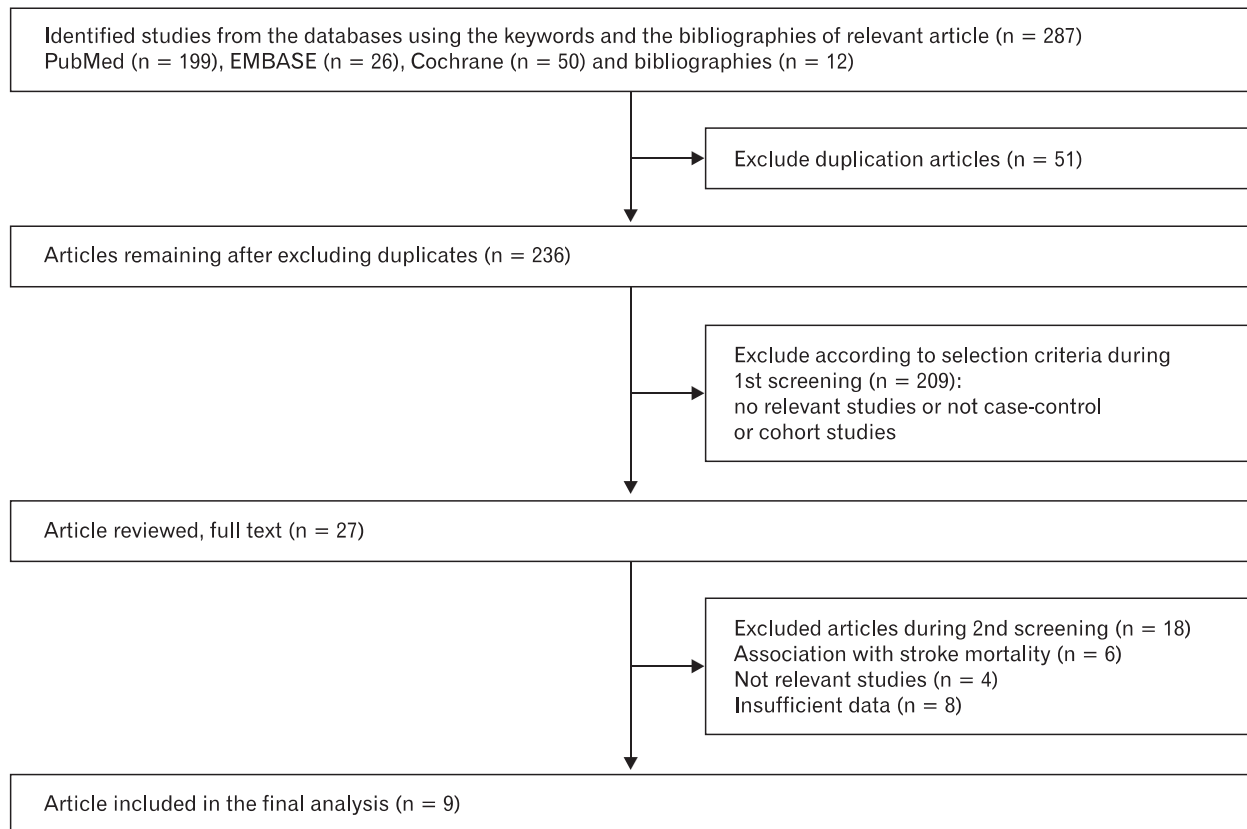 Identified studies from the databases using the keywords and the bibliographies of relevant article (n = 287)
PubMed (n = 199), EMBASE (n = 26), Cochrane (n = 50) and bibliographies (n = 12)
Exclude duplication articles (n = 51)
Articles remaining after excluding duplicates (n = 236)
Exclude according to selection criteria during
1st screening (n = 209):
no relevant studies or not case-control
or cohort studies
Article reviewed, full text (n = 27)
Excluded articles during 2nd screening (n = 18)
Association with stroke mortality (n = 6)
Not relevant studies (n = 4)
Insufficient data (n = 8)
Article included in the final analysis (n = 9)